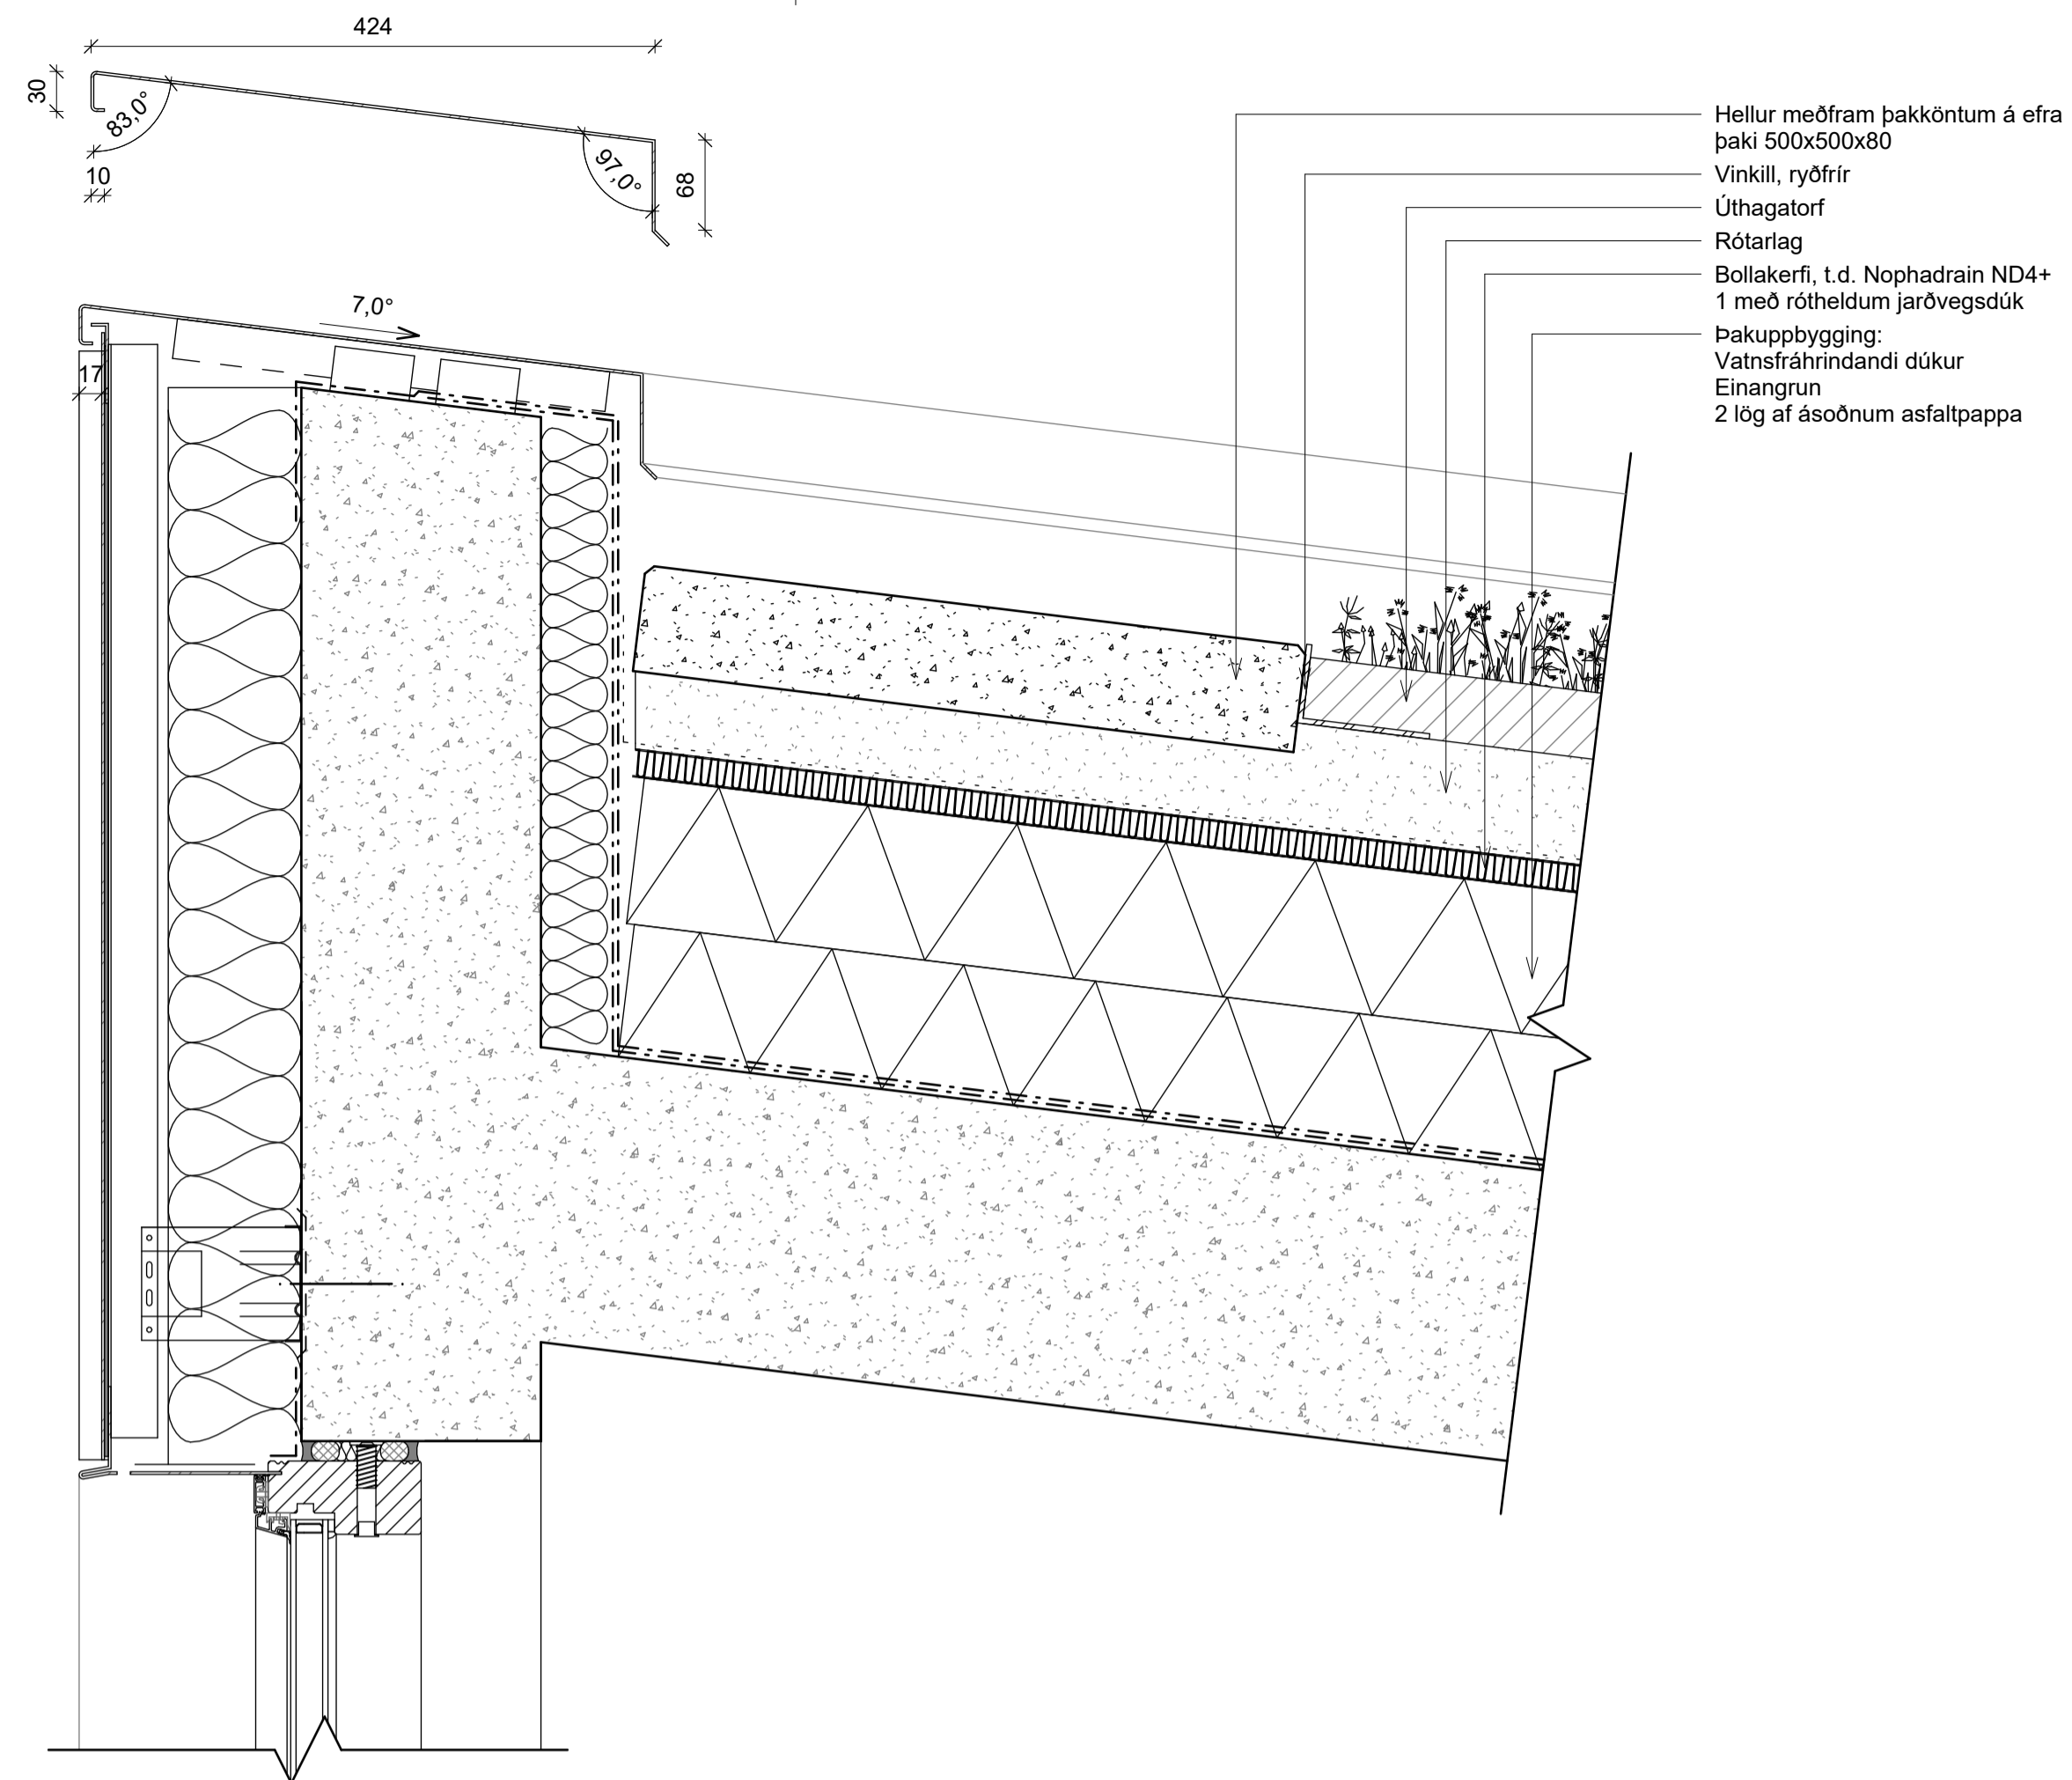 424
30
83,0°
10
97,0°
68
7,0°
17
Hellur meðfram þakköntum á efra
þaki 500x500x80
Vinkill, ryðfrír
Úthagatorf
Rótarlag
Bollakerfi, t.d. Nophadrain ND4+
1 með rótheldum jarðvegsdúk
Þakuppbygging:
Vatnsfráhrindandi dúkur
Einangrun
2 lög af ásoðnum asfaltpappa